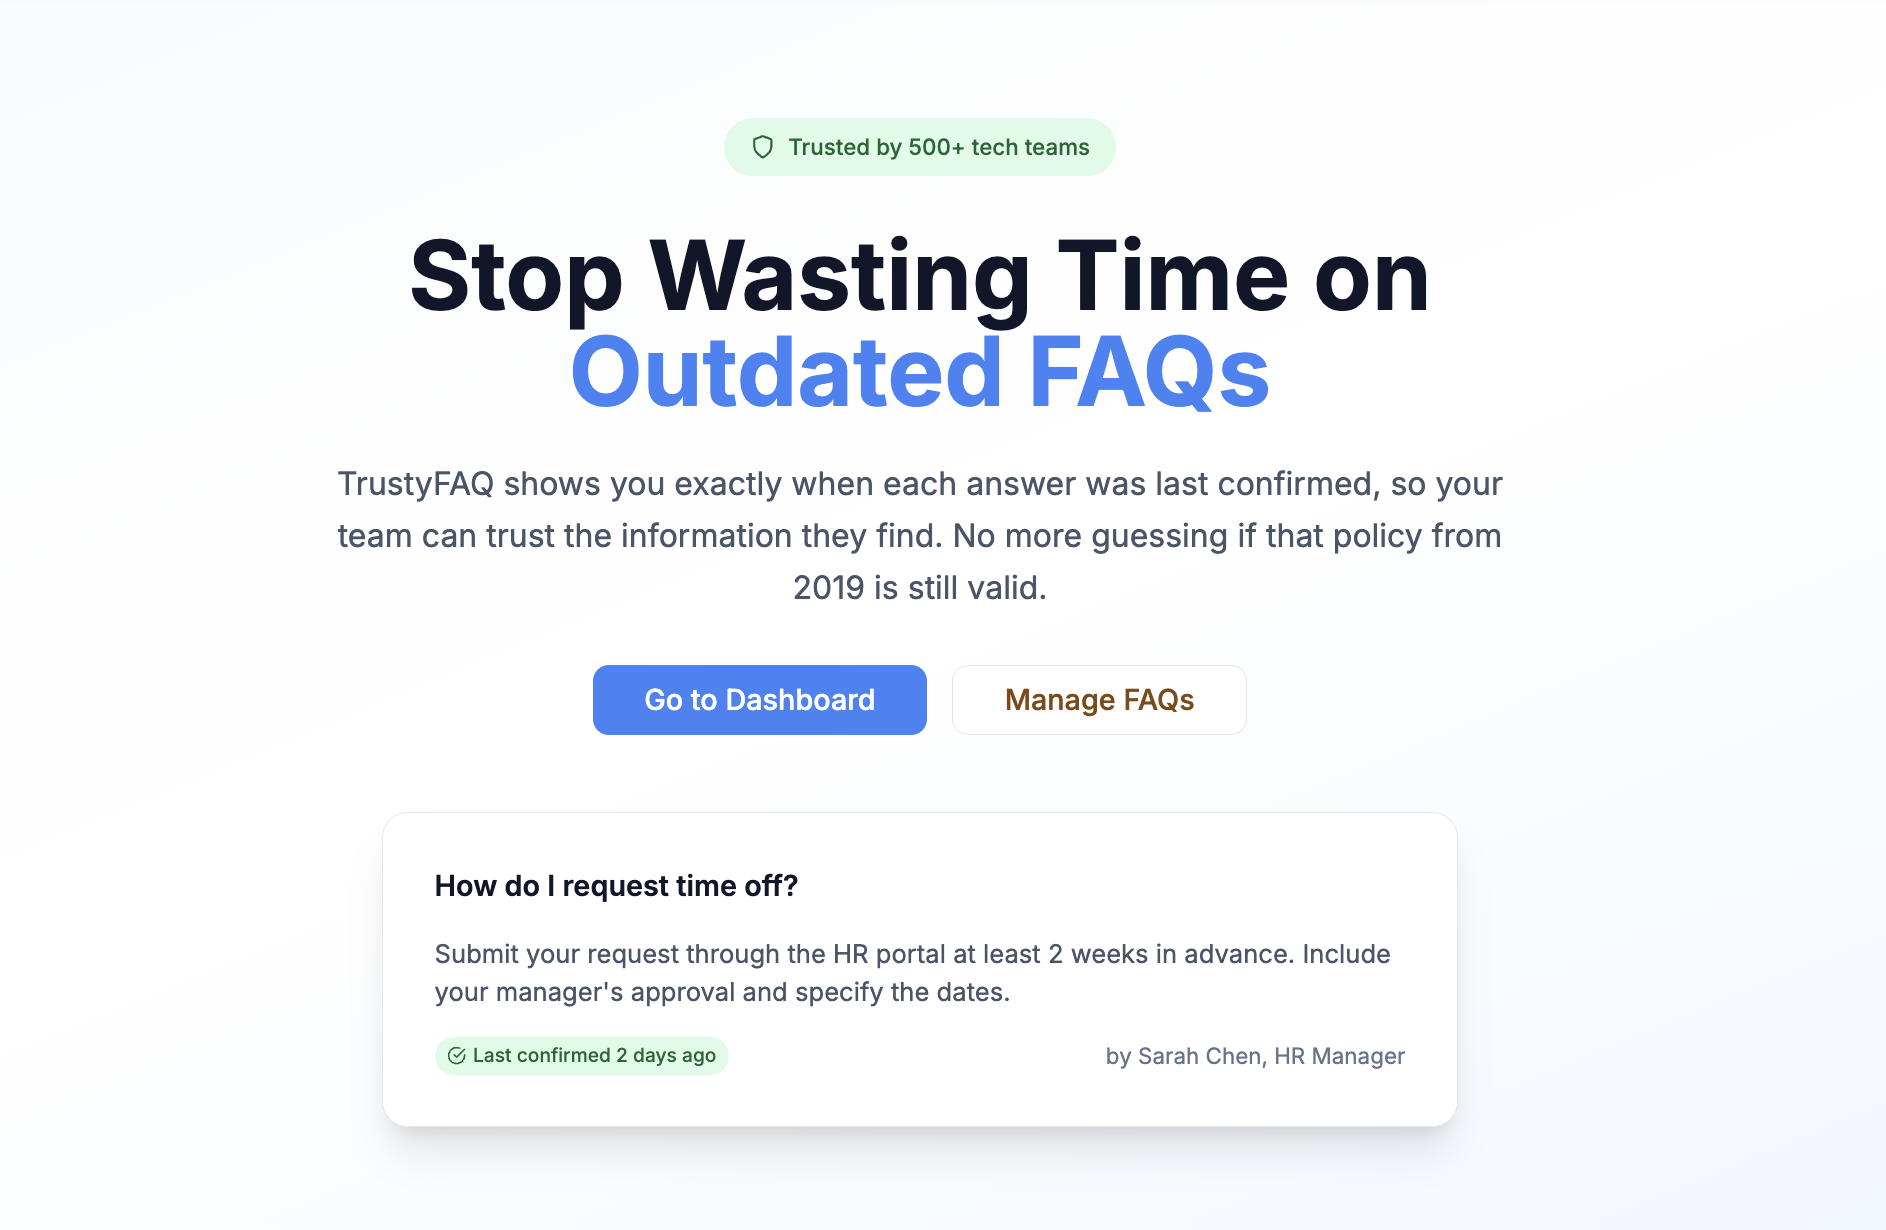 Trusted by 500+ tech teams
Stop Wasting Time on
Outdated FAQs
TrustyFAQ shows you exactly when each answer was last confirmed, so your
team can trust the information they find. No more guessing if that policy from
2019 is still valid.
Go to Dashboard
Manage FAQs
How do I request time off?
Submit your request through the HR portal at least 2 weeks in advance. Include
your manager's approval and specify the dates.
Last confirmed 2 days ago
by Sarah Chen, HR Manager